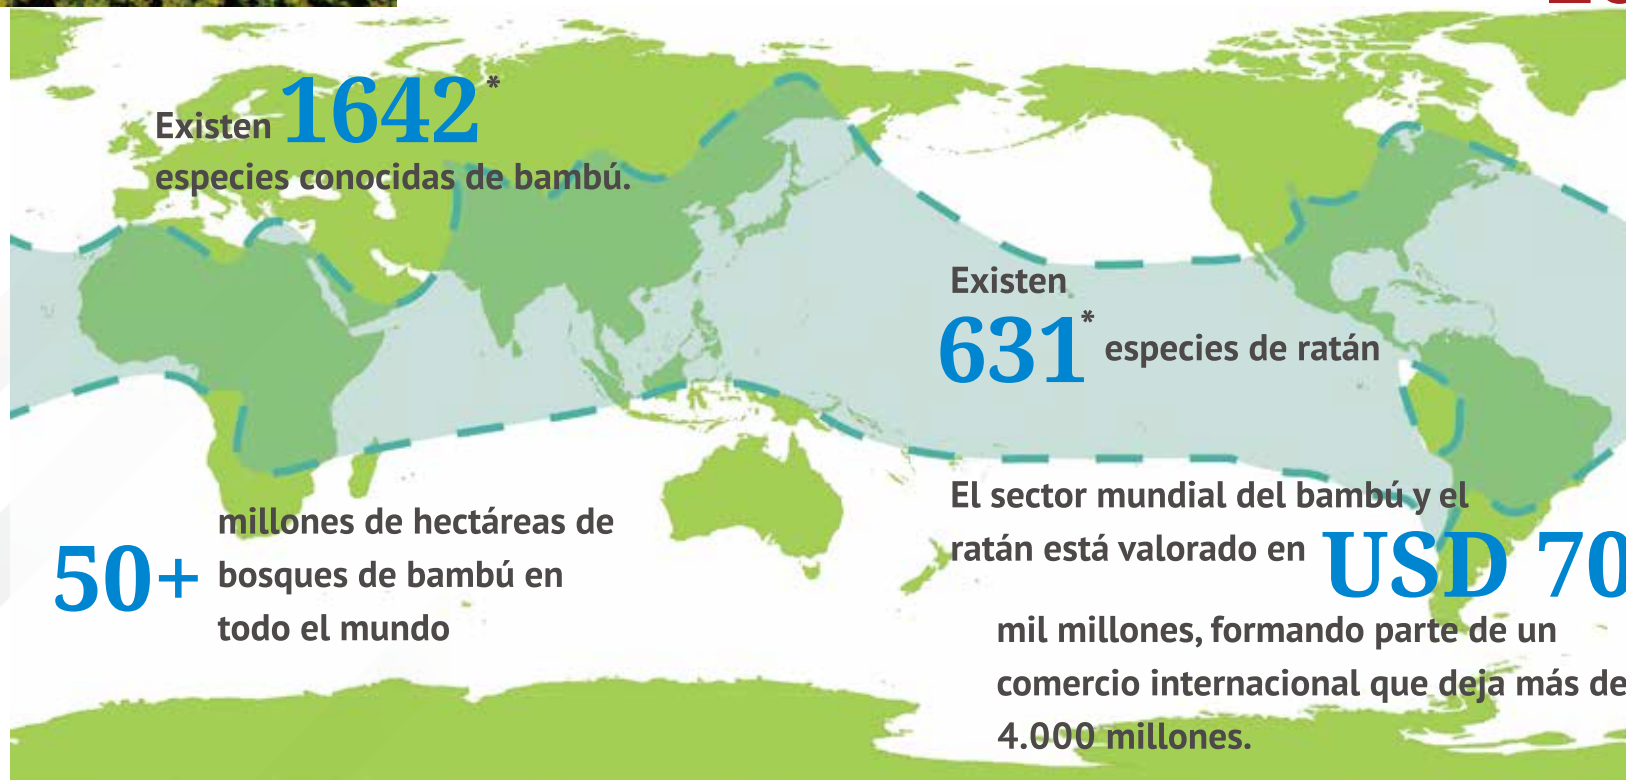 Existen 1642*
especies conocidas de bambú.
Existen
631* especies de ratán
50+ millones de hectáreas de
bosques de bambú en
todo el mundo
El sector mundial del bambú y el
ratán está valorado en USD 70
mil millones, formando parte de un
comercio internacional que deja más de
4.000 millones.